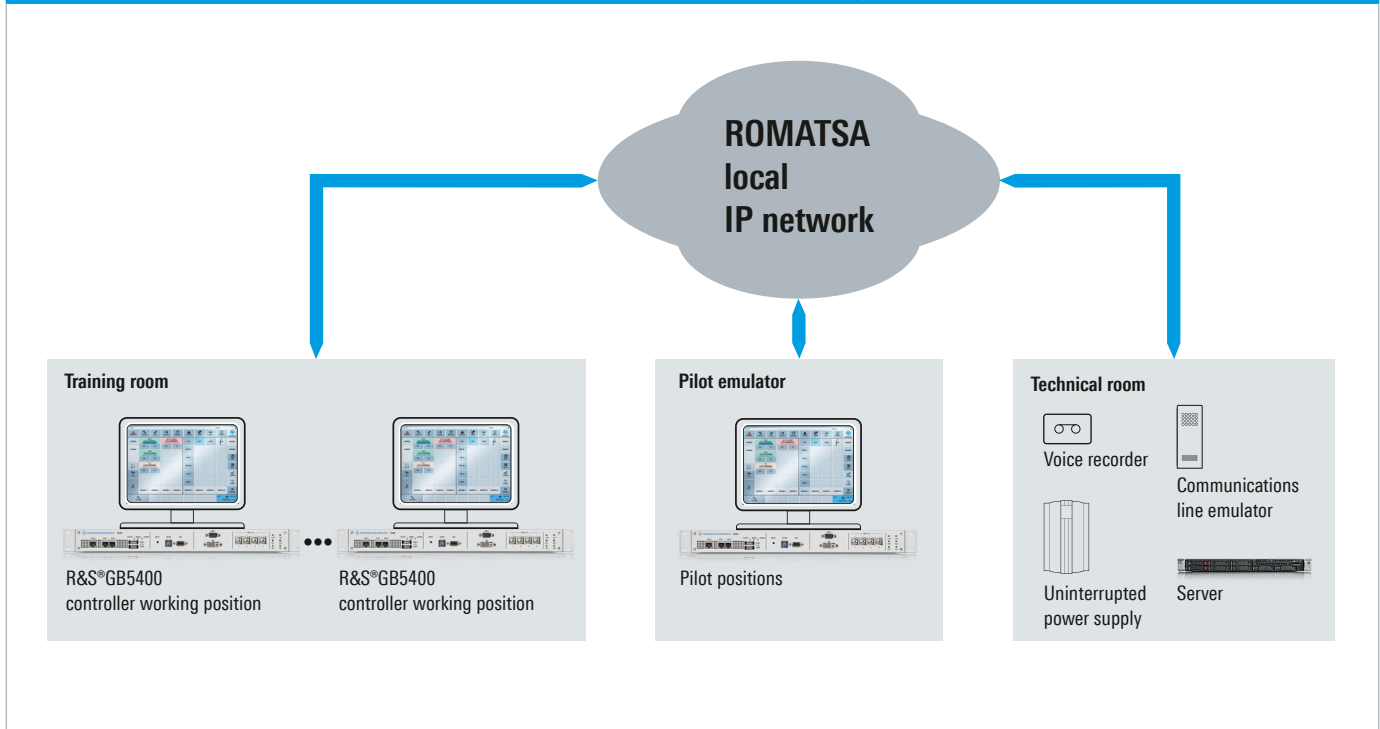 ROMATSA
local
IP network
Training room
R&S®GB5400
controller working position
R&S®GB5400
controller working position
Pilot emulator
Pilot positions
Technical room
Voice recorder
Communications
line emulator
Uninterrupted
power supply
Server